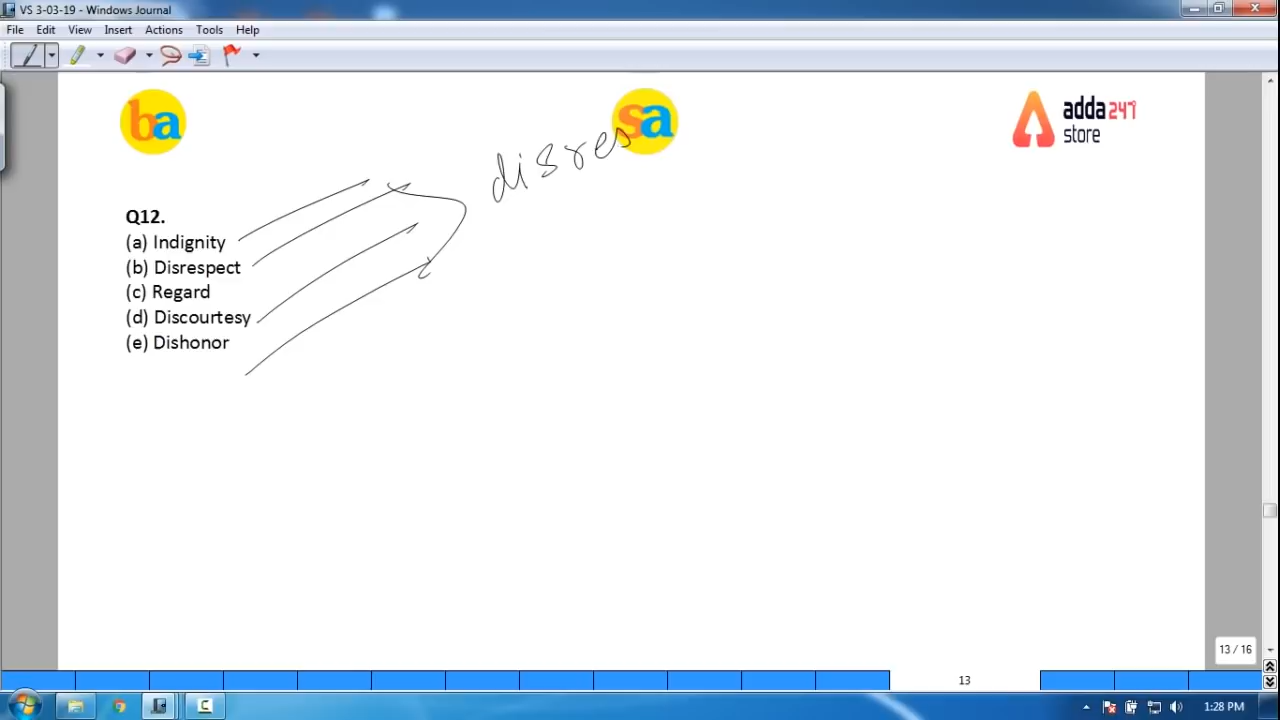 VS 3-03-19 - Windows Journal
File Edit View Insert Actions Tools Help
ba
sa
adda247
store
disres
Q12.
(a) Indignity
(b) Disrespect
(c) Regard
(d) Discourtesy
(e) Dishonor
13 / 16
13
1:28 PM